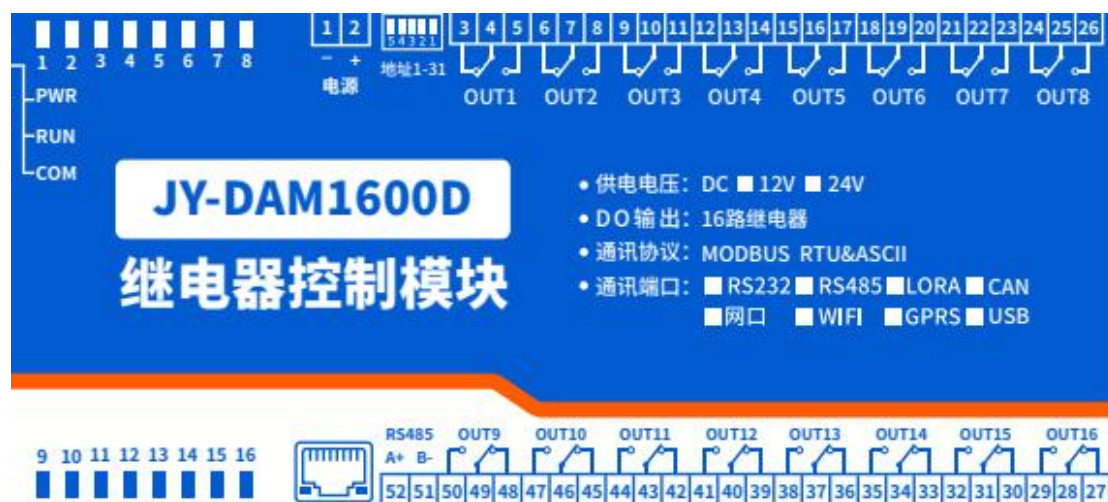 1 2 5 4 3 2 1 3 4 5 6 7 8 9 10 11 12 13 14 15 16 17 18 19 20 21 22 23 24 25 26
1 2 3 4 5 6 7 8
- +
电源
地址1-31
OUT1 OUT2 OUT3 OUT4 OUT5 OUT6 OUT7 OUT8
PWR
RUN
COM
JY-DAM1600D
继电器控制模块
• 供电电压: DC ■ 12V ■ 24V
• DO输出: 16路继电器
• 通讯协议: MODBUS RTU&ASCII
• 通讯端口: ■ RS232 ■ RS485 ■ LORA ■ CAN
■ 网口 ■ WIFI ■ GPRS ■ USB
RS485 OUT9 OUT10 OUT11 OUT12 OUT13 OUT14 OUT15 OUT16
A+ B-
9 10 11 12 13 14 15 16
52 51 50 49 48 47 46 45 44 43 42 41 40 39 38 37 36 35 34 33 32 31 30 29 28 27